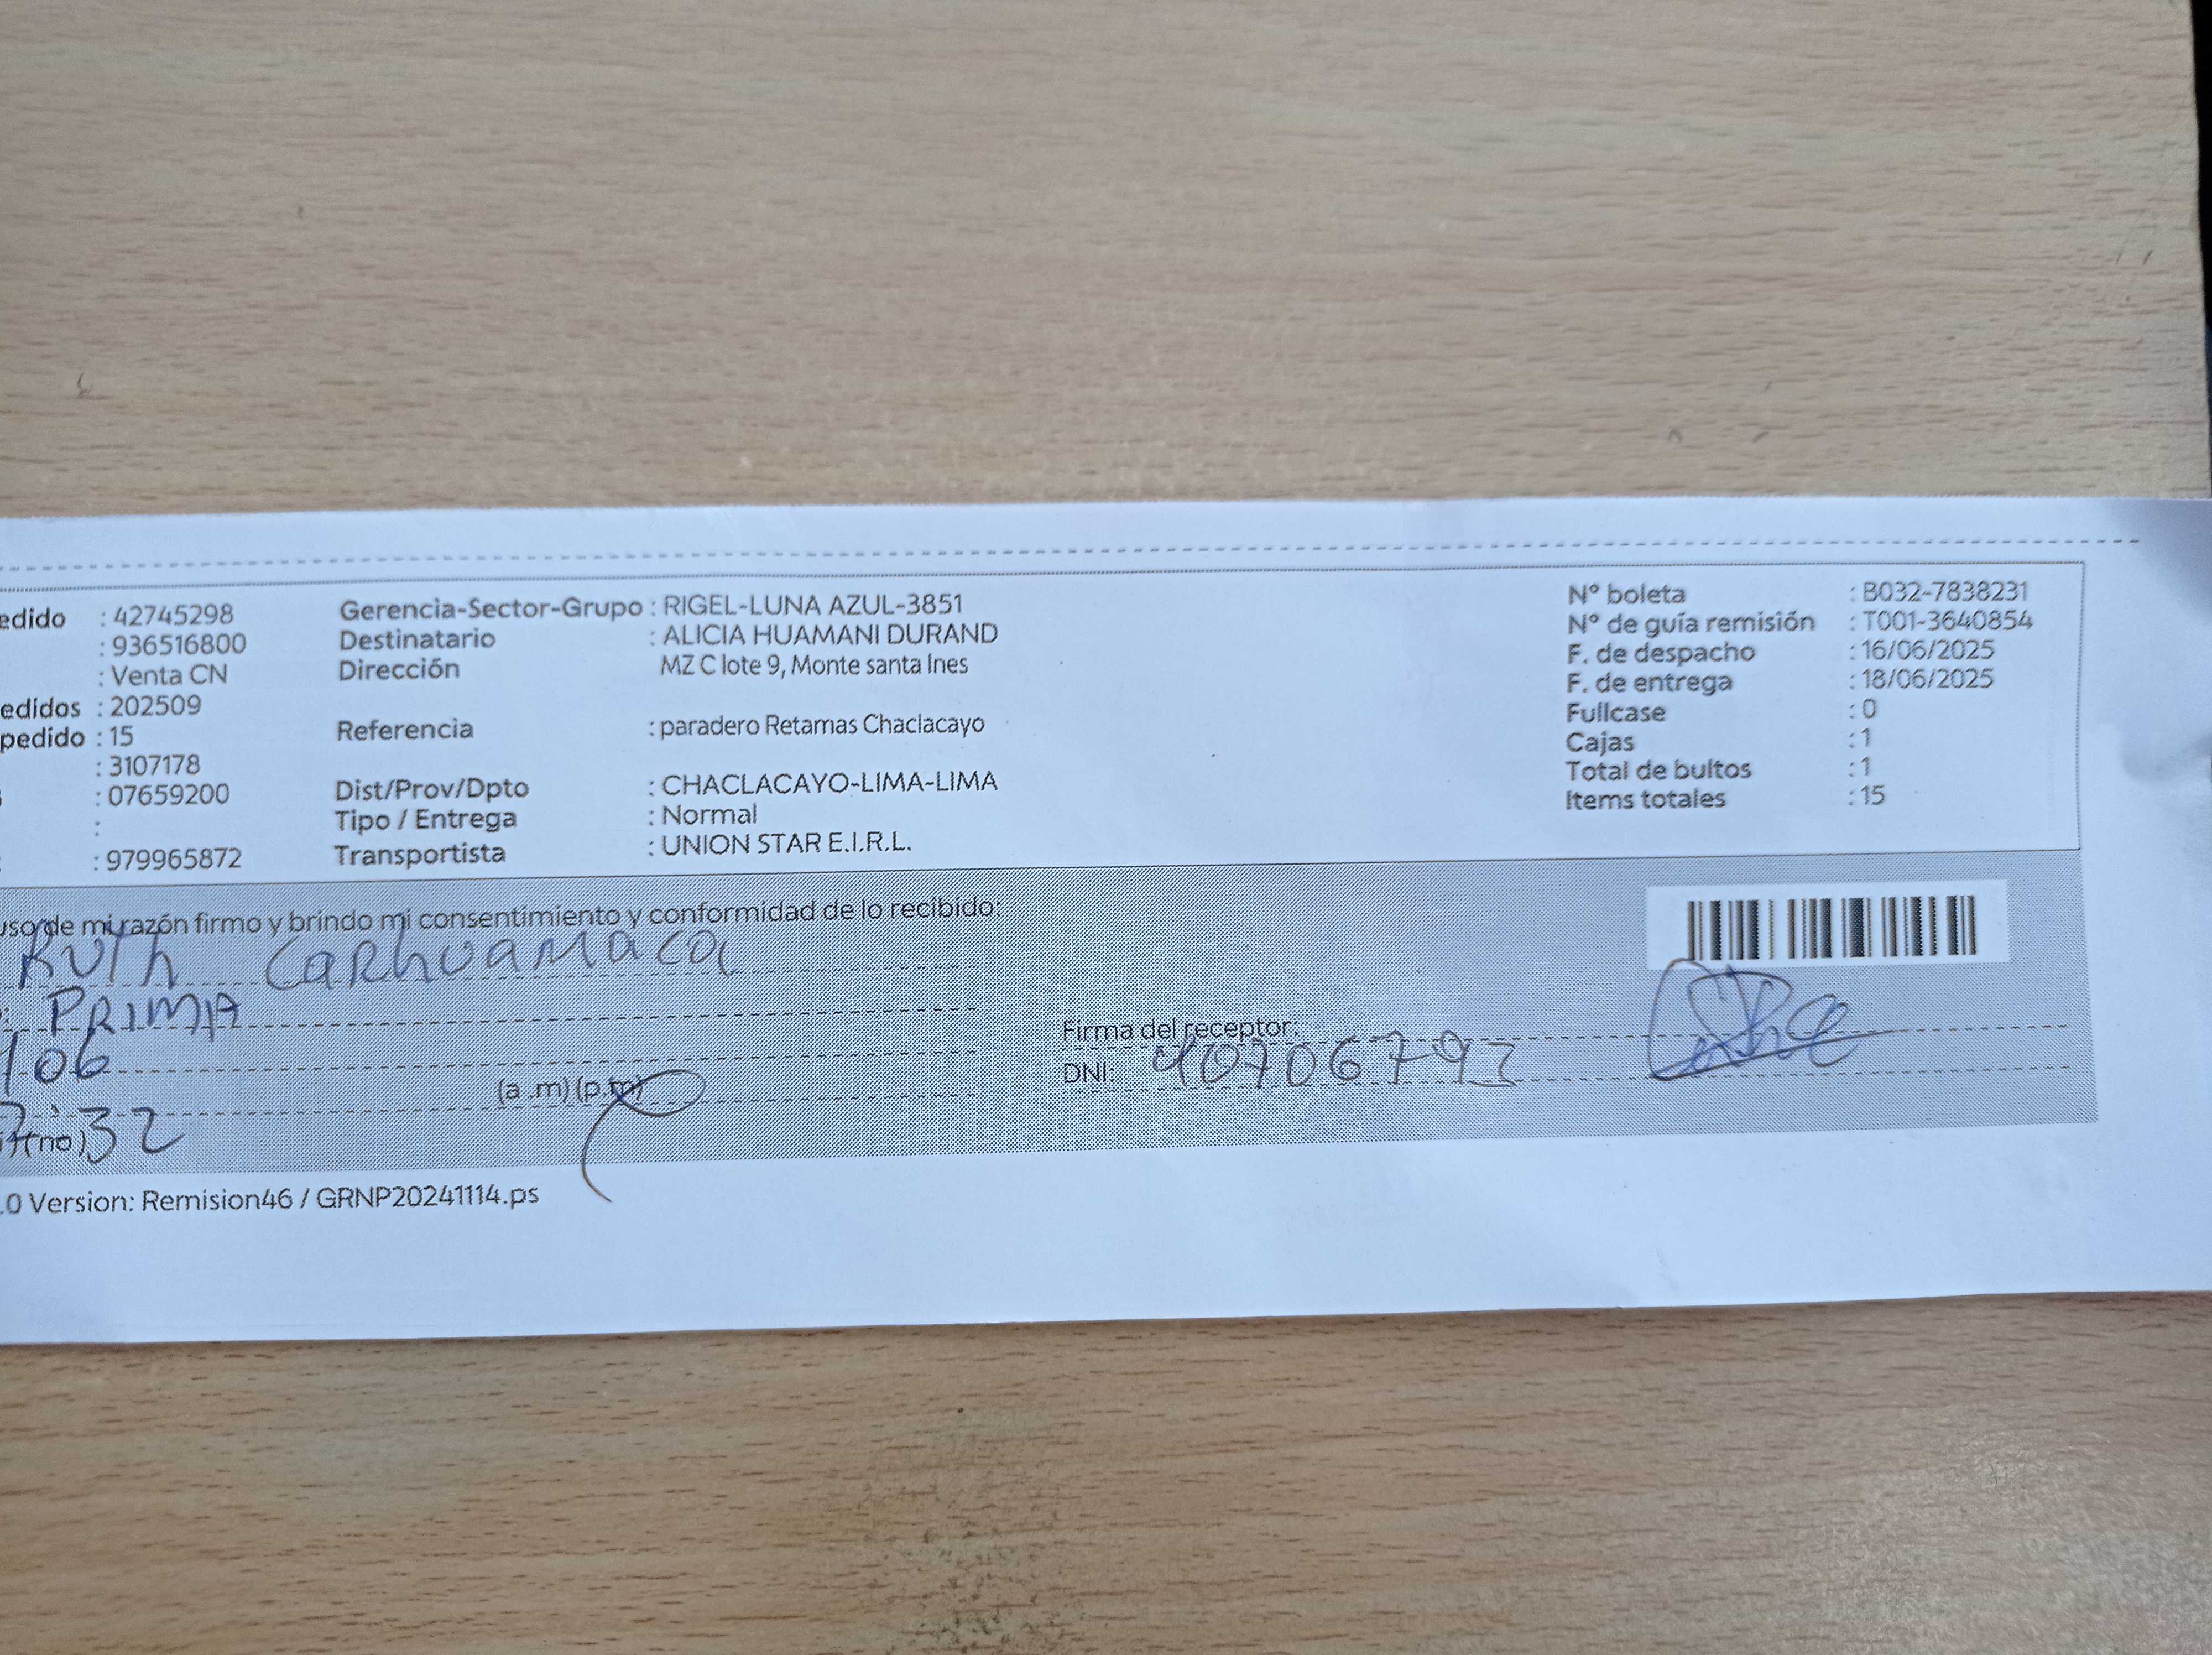 edido : 42745298 Gerencia-Sector-Grupo : RIGEL-LUNA AZUL-3851 N° boleta : B032-7838231
: 936516800 Destinatario : ALICIA HUAMANI DURAND N° de guía remisión : T001-3640854
: Venta CN Dirección MZ C lote 9, Monte santa Ines F. de despacho : 16/06/2025
edidos : 202509 F. de entrega : 18/06/2025
pedido : 15 Referencia : paradero Retamas Chaclacayo Fullcase : 0
: 3107178 Cajas : 1
: 07659200 Dist/Prov/Dpto : CHACLACAYO-LIMA-LIMA Total de bultos : 1
: Tipo / Entrega : Normal Items totales : 15
: 979965872 Transportista : UNION STAR E.I.R.L.
uso de mi razón firmo y brindo mi consentimiento y conformidad de lo recibido:
Ruth Carhuamaca
PRIMA
Firma del receptor:
106
(a .m) (p.m) DNI: 40706793
(no) 32
.0 Version: Remision46 / GRNP20241114.ps